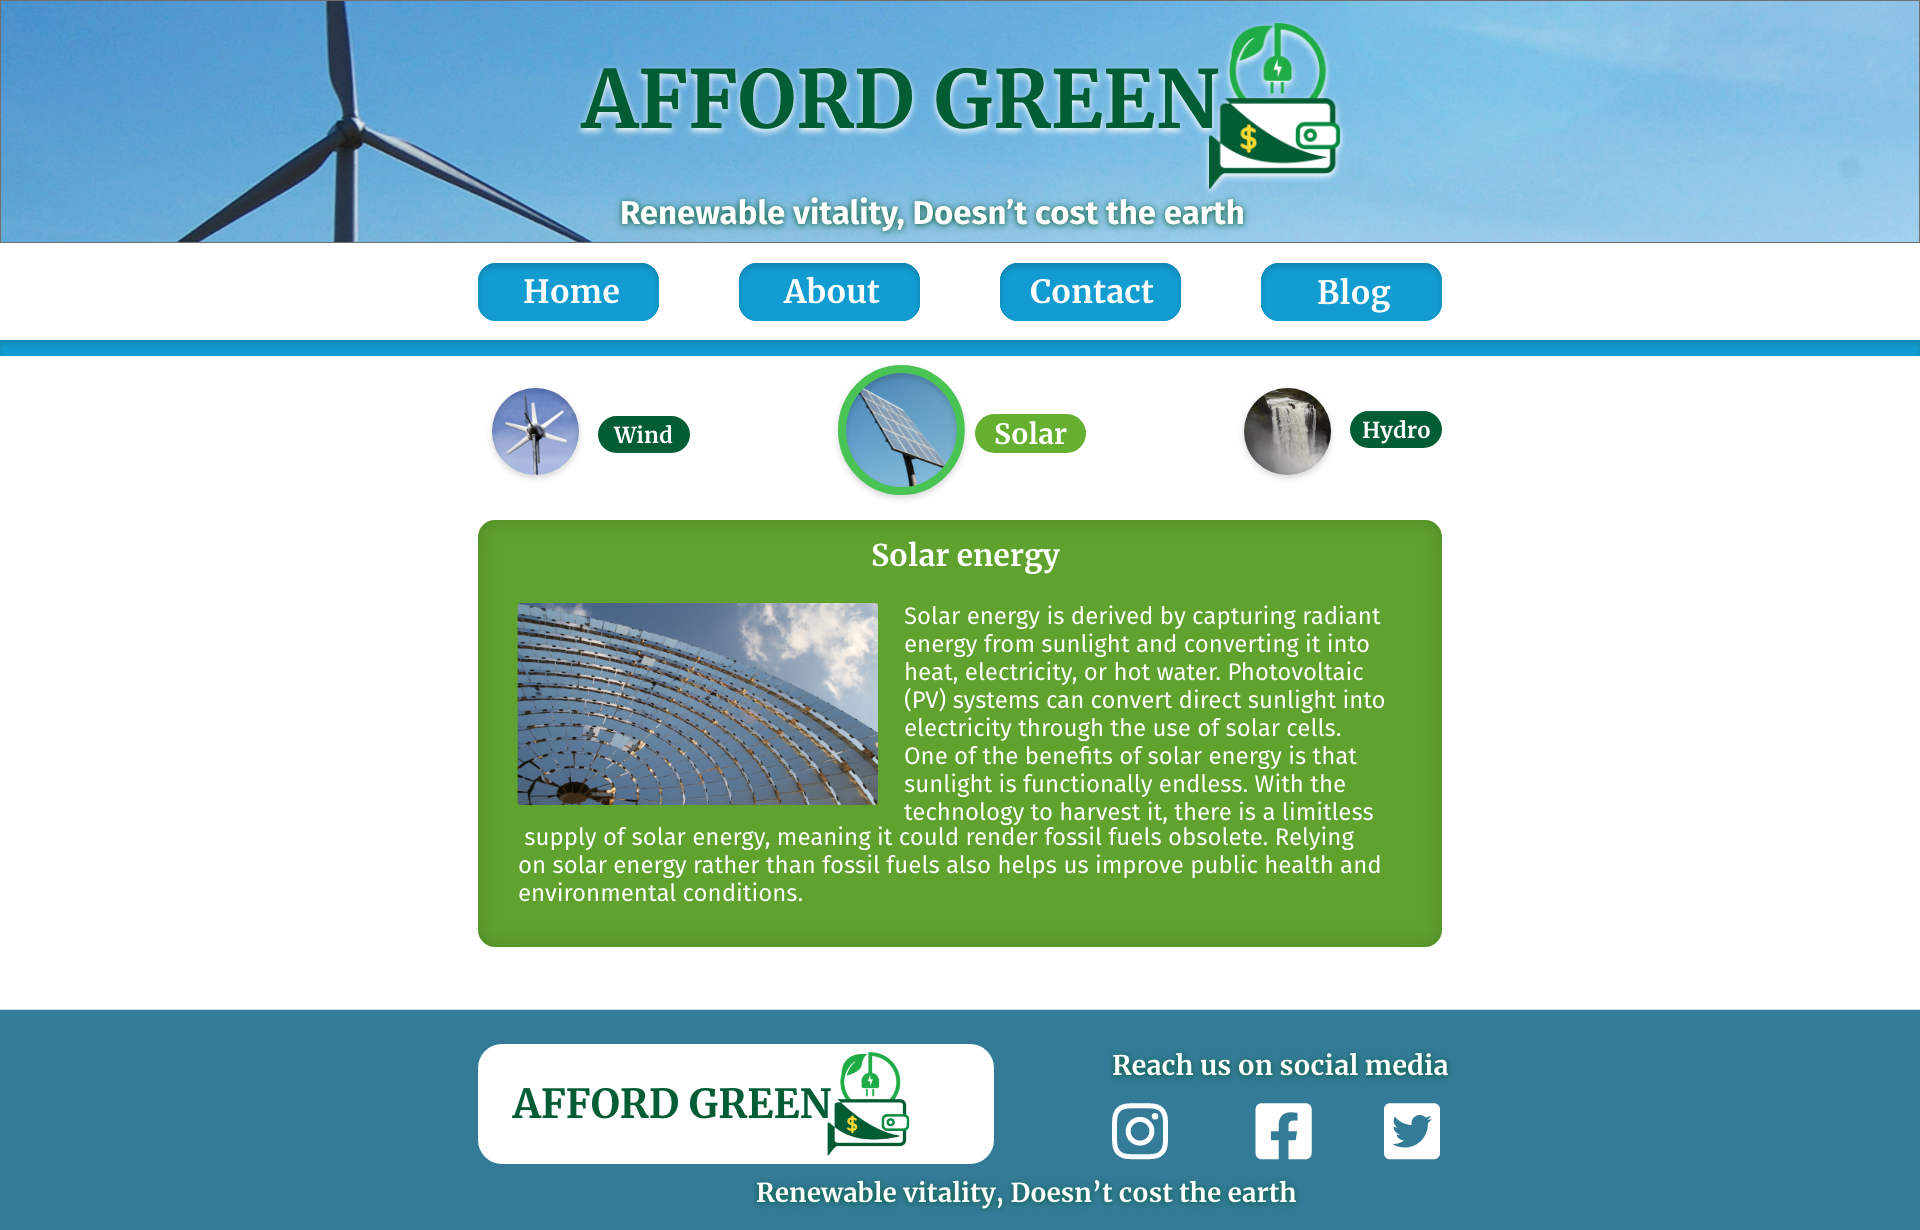 AFFORD GREEN
$
Renewable vitality, Doesn’t cost the earth
Home
About
Contact
Blog
Wind
Solar
Hydro
Solar energy
Solar energy is derived by capturing radiant
energy from sunlight and converting it into
heat, electricity, or hot water. Photovoltaic
(PV) systems can convert direct sunlight into
electricity through the use of solar cells.
One of the benefits of solar energy is that
sunlight is functionally endless. With the
technology to harvest it, there is a limitless
supply of solar energy, meaning it could render fossil fuels obsolete. Relying
on solar energy rather than fossil fuels also helps us improve public health and
environmental conditions.
AFFORD GREEN
$
Reach us on social media
Renewable vitality, Doesn’t cost the earth